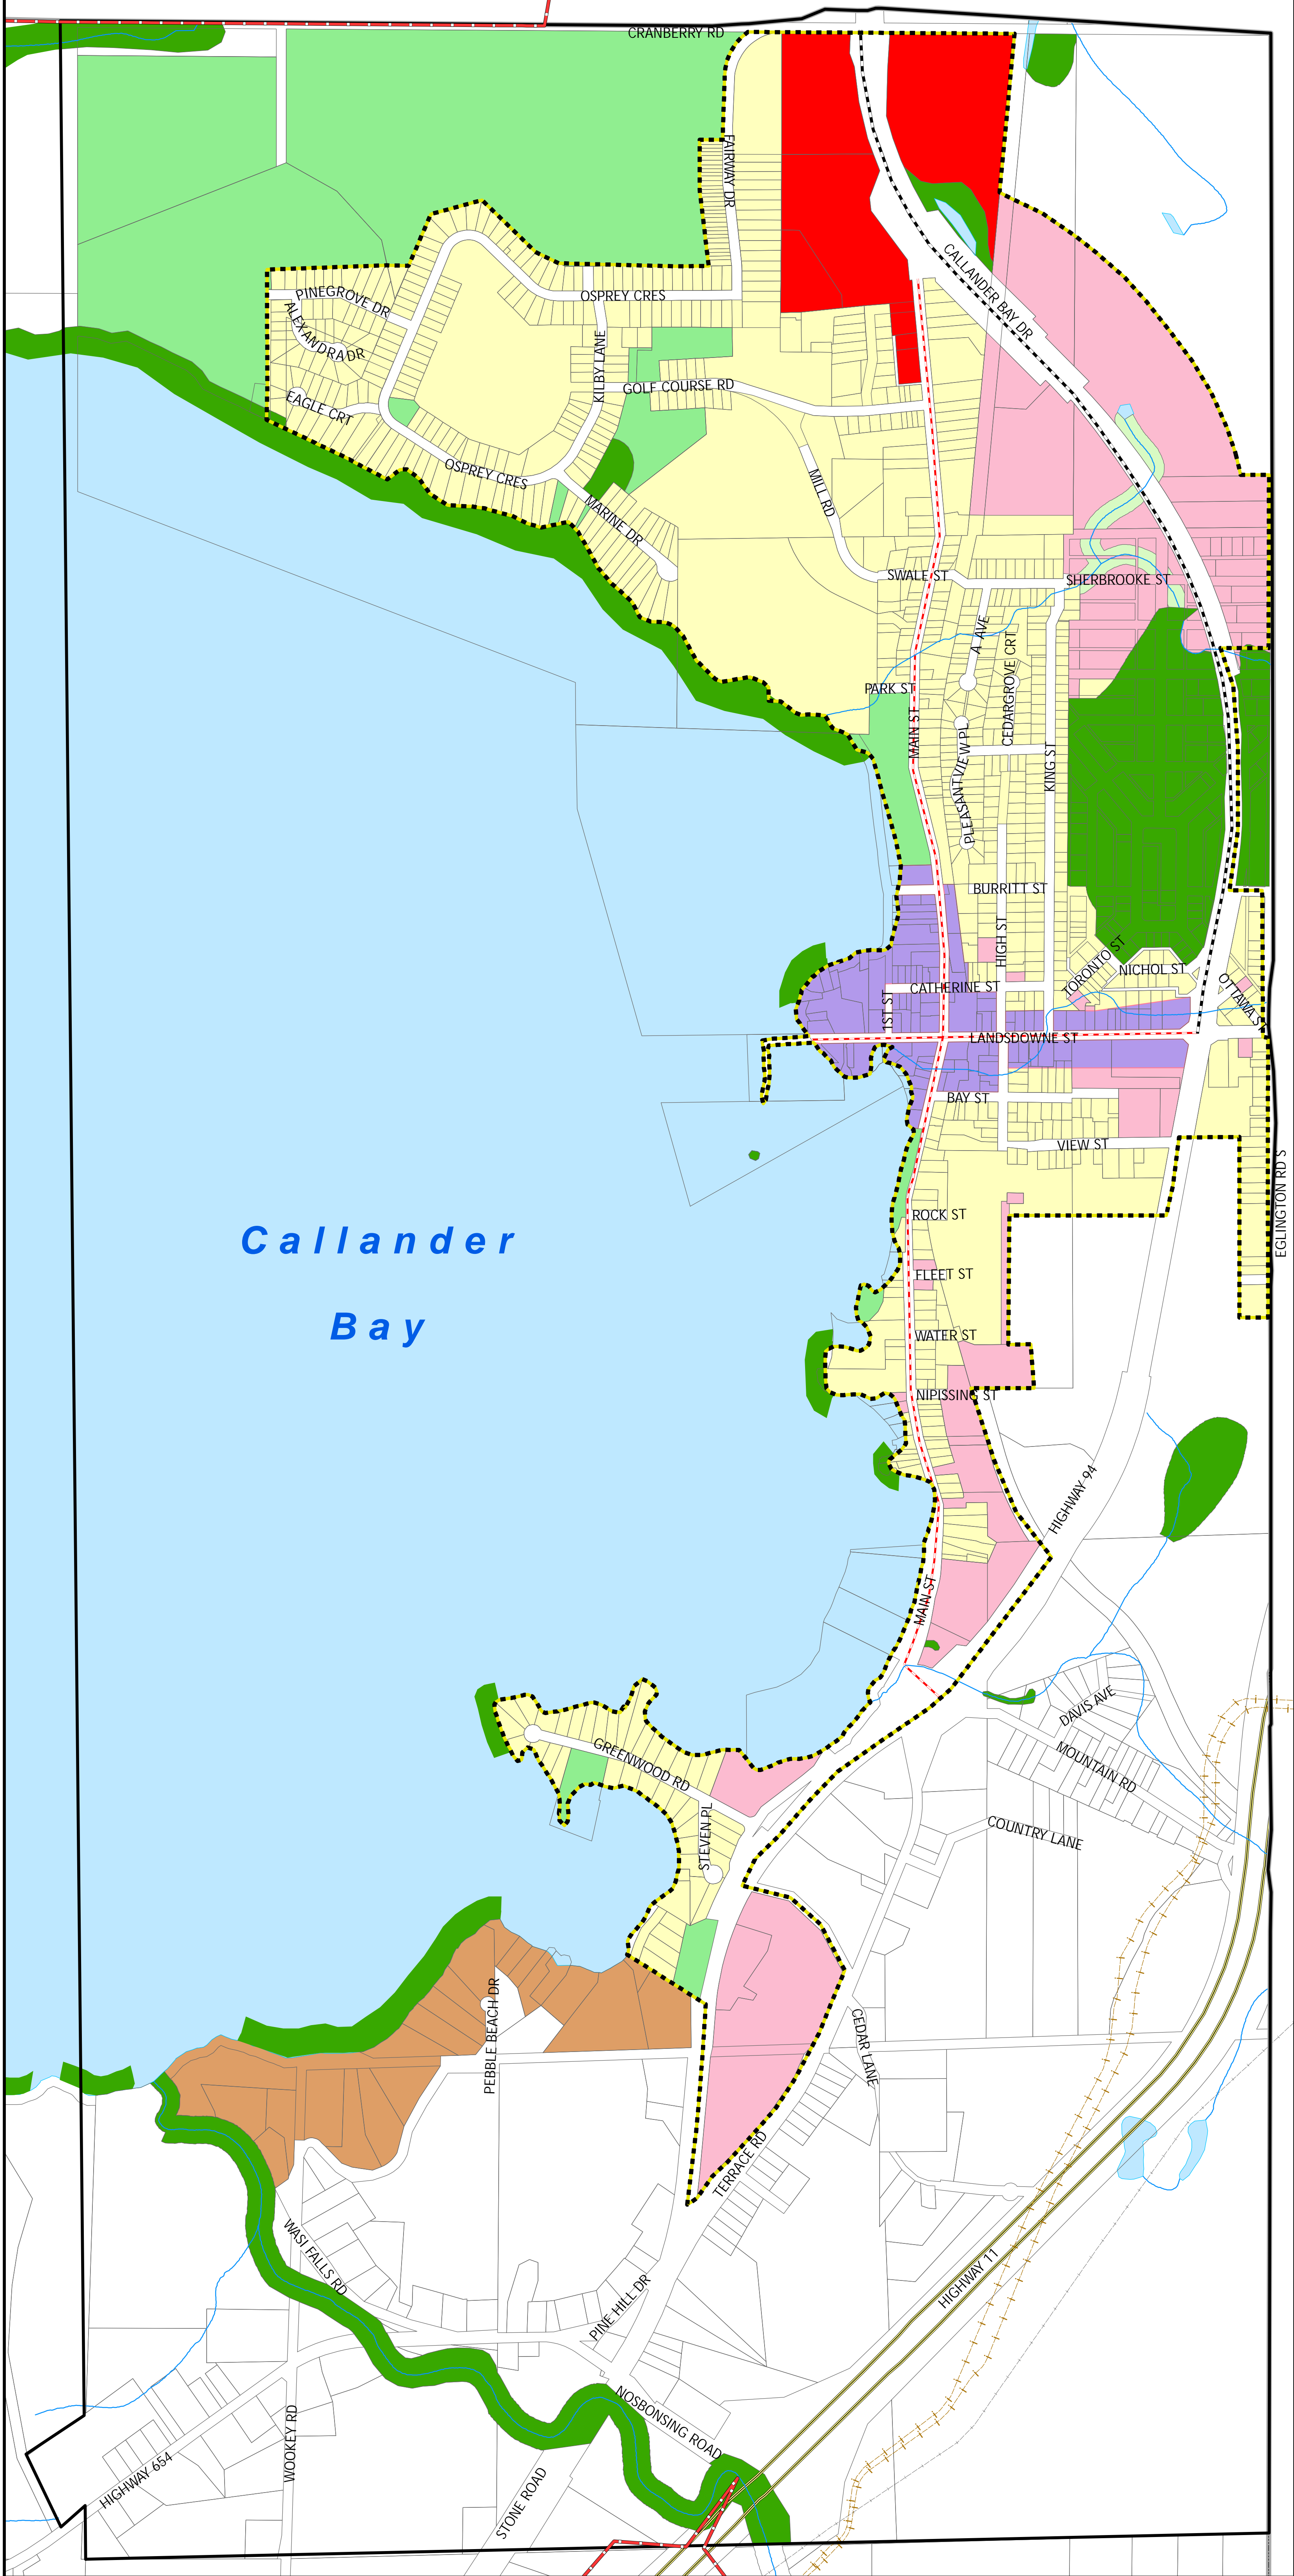 CRANBERRY RD
FAIRWAY DR
CALLANDER BAY DR
PINEGROVE DR
OSPREY CRES
ALEXANDRA DR
KILBY LANE
GOLF COURSE RD
EAGLE CRT
OSPREY CRES
MILL RD
MARINE DR
SWALE ST
SHERBROOKE ST
A AVE
CEDARGROVE CRT
PARK ST
MAIN ST
KING ST
PLEASANTVIEW PL
BURRITT ST
HIGH ST
TORONTO ST
NICHOL ST
CATHERINE ST
OTTAWA ST
1ST ST
LANDSDOWNE ST
BAY ST
VIEW ST
EGLINGTON RD S
ROCK ST
Callander
FLEET ST
Bay
WATER ST
NIPISSING ST
HIGHWAY 94
MAIN ST
DAVIS AVE
GREENWOOD RD
MOUNTAIN RD
STEVEN PL
COUNTRY LANE
PEBBLE BEACH DR
CEDAR LANE
TERRACE RD
WASI FALLS RD
HIGHWAY 11
PINE HILL DR
NOSBONSING ROAD
WOOKEY RD
HIGHWAY 654
STONE ROAD